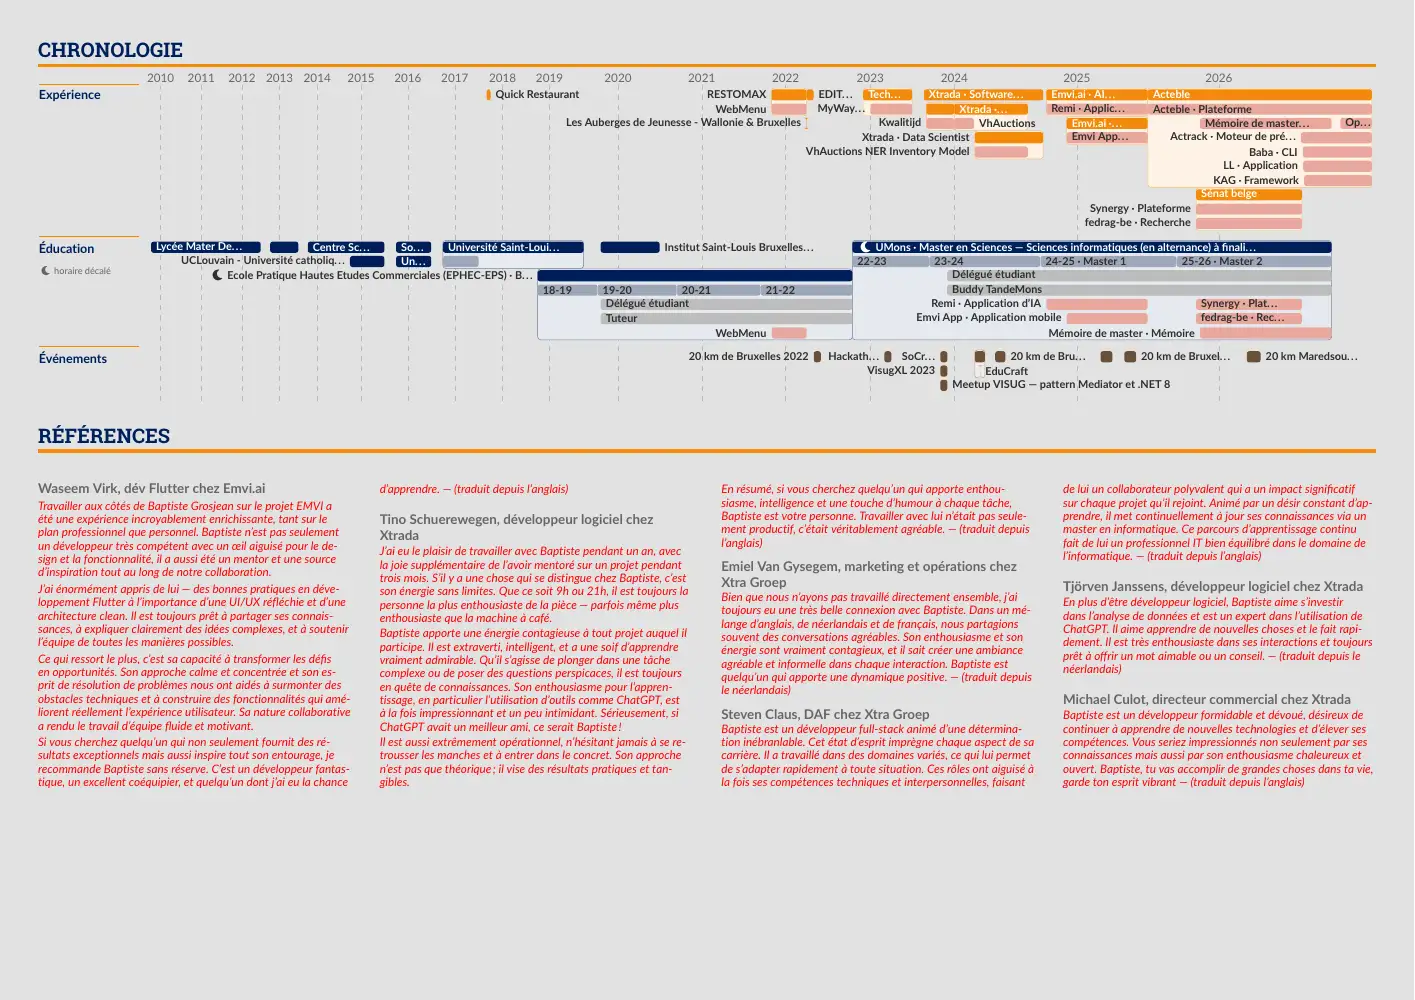 CHRONOLOGIE
2010 2011 2012 2013 2014 2015 2016 2017 2018 2019 2020 2021 2022 2023 2024 2025 2026
Expérience
Quick Restaurant RESTOMAX EDIT… Tech… Xtrada · Software… Emvi.ai · AI… Acteble
WebMenu MyWay… Xtrada ·… Remi · Applic… Acteble · Plateforme
Les Auberges de Jeunesse - Wallonie & Bruxelles Kwalitijd VhAuctions Emvi.ai ·… Mémoire de master… Op…
Xtrada · Data Scientist Emvi App… Actrack · Moteur de pré…
VhAuctions NER Inventory Model Baba · CLI
LL · Application
KAG · Framework
Sénat belge
Synergy · Plateforme
fedrag-be · Recherche
Éducation
Lycée Mater De… Centre Sc… So… Université Saint-Loui… Institut Saint-Louis Bruxelles… UMons · Master en Sciences — Sciences informatiques (en alternance) à finali…
UCLouvain - Université catholiq… Un… 22-23 23-24 24-25 · Master 1 25-26 · Master 2
horaire décalé
Ecole Pratique Hautes Etudes Commerciales (EPHEC-EPS) · B… Délégué étudiant
18-19 19-20 20-21 21-22 Buddy TandeMons
Délégué étudiant Remi · Application d’IA Synergy · Plat…
Tuteur Emvi App · Application mobile fedrag-be · Rec…
WebMenu Mémoire de master · Mémoire
Événements
20 km de Bruxelles 2022 Hackath… SoCr… 20 km de Bru… 20 km de Bruxel… 20 km Maredsou…
VisugXL 2023 EduCraft
Meetup VISUG — pattern Mediator et .NET 8
RÉFÉRENCES
Waseem Virk, dév Flutter chez Emvi.ai
Travailler aux côtés de Baptiste Grosjean sur le projet EMVI a
été une expérience incroyablement enrichissante, tant sur le
plan professionnel que personnel. Baptiste n’est pas seulement
un développeur très compétent avec un œil aiguisé pour le de-
sign et la fonctionnalité, il a aussi été un mentor et une source
d’inspiration tout au long de notre collaboration.
J’ai énormément appris de lui — des bonnes pratiques en déve-
loppement Flutter à l’importance d’une UI/UX réfléchie et d’une
architecture clean. Il est toujours prêt à partager ses connais-
sances, à expliquer clairement des idées complexes, et à soutenir
l’équipe de toutes les manières possibles.
Ce qui ressort le plus, c’est sa capacité à transformer les défis
en opportunités. Son approche calme et concentrée et son es-
prit de résolution de problèmes nous ont aidés à surmonter des
obstacles techniques et à construire des fonctionnalités qui amé-
liorent réellement l’expérience utilisateur. Sa nature collaborative
a rendu le travail d’équipe fluide et motivant.
Si vous cherchez quelqu’un qui non seulement fournit des ré-
sultats exceptionnels mais aussi inspire tout son entourage, je
recommande Baptiste sans réserve. C’est un développeur fantas-
tique, un excellent coéquipier, et quelqu’un dont j’ai eu la chance
d’apprendre. — (traduit depuis l’anglais)
Tino Schuerewegen, développeur logiciel chez
Xtrada
J’ai eu le plaisir de travailler avec Baptiste pendant un an, avec
la joie supplémentaire de l’avoir mentoré sur un projet pendant
trois mois. S’il y a une chose qui se distingue chez Baptiste, c’est
son énergie sans limites. Que ce soit 9h ou 21h, il est toujours la
personne la plus enthousiaste de la pièce — parfois même plus
enthousiaste que la machine à café.
Baptiste apporte une énergie contagieuse à tout projet auquel il
participe. Il est extraverti, intelligent, et a une soif d’apprendre
vraiment admirable. Qu’il s’agisse de plonger dans une tâche
complexe ou de poser des questions perspicaces, il est toujours
en quête de connaissances. Son enthousiasme pour l’appren-
tissage, en particulier l’utilisation d’outils comme ChatGPT, est
à la fois impressionnant et un peu intimidant. Sérieusement, si
ChatGPT avait un meilleur ami, ce serait Baptiste !
Il est aussi extrêmement opérationnel, n’hésitant jamais à se re-
trousser les manches et à entrer dans le concret. Son approche
n’est pas que théorique ; il vise des résultats pratiques et tan-
gibles.
En résumé, si vous cherchez quelqu’un qui apporte enthou-
siasme, intelligence et une touche d’humour à chaque tâche,
Baptiste est votre personne. Travailler avec lui n’était pas seule-
ment productif, c’était véritablement agréable. — (traduit depuis
l’anglais)
Emiel Van Gysegem, marketing et opérations chez
Xtra Groep
Bien que nous n’ayons pas travaillé directement ensemble, j’ai
toujours eu une très belle connexion avec Baptiste. Dans un mé-
lange d’anglais, de néerlandais et de français, nous partagions
souvent des conversations agréables. Son enthousiasme et son
énergie sont vraiment contagieux, et il sait créer une ambiance
agréable et informelle dans chaque interaction. Baptiste est
quelqu’un qui apporte une dynamique positive. — (traduit depuis
le néerlandais)
Steven Claus, DAF chez Xtra Groep
Baptiste est un développeur full-stack animé d’une détermina-
tion inébranlable. Cet état d’esprit imprègne chaque aspect de sa
carrière. Il a travaillé dans des domaines variés, ce qui lui permet
de s’adapter rapidement à toute situation. Ces rôles ont aiguisé à
la fois ses compétences techniques et interpersonnelles, faisant
de lui un collaborateur polyvalent qui a un impact significatif
sur chaque projet qu’il rejoint. Animé par un désir constant d’ap-
prendre, il met continuellement à jour ses connaissances via un
master en informatique. Ce parcours d’apprentissage continu
fait de lui un professionnel IT bien équilibré dans le domaine de
l’informatique. — (traduit depuis l’anglais)
Tjörven Janssens, développeur logiciel chez Xtrada
En plus d’être développeur logiciel, Baptiste aime s’investir
dans l’analyse de données et est un expert dans l’utilisation de
ChatGPT. Il aime apprendre de nouvelles choses et le fait rapi-
dement. Il est très enthousiaste dans ses interactions et toujours
prêt à offrir un mot aimable ou un conseil. — (traduit depuis le
néerlandais)
Michael Culot, directeur commercial chez Xtrada
Baptiste est un développeur formidable et dévoué, désireux de
continuer à apprendre de nouvelles technologies et d’élever ses
compétences. Vous seriez impressionnés non seulement par ses
connaissances mais aussi par son enthousiasme chaleureux et
ouvert. Baptiste, tu vas accomplir de grandes choses dans ta vie,
garde ton esprit vibrant — (traduit depuis l’anglais)